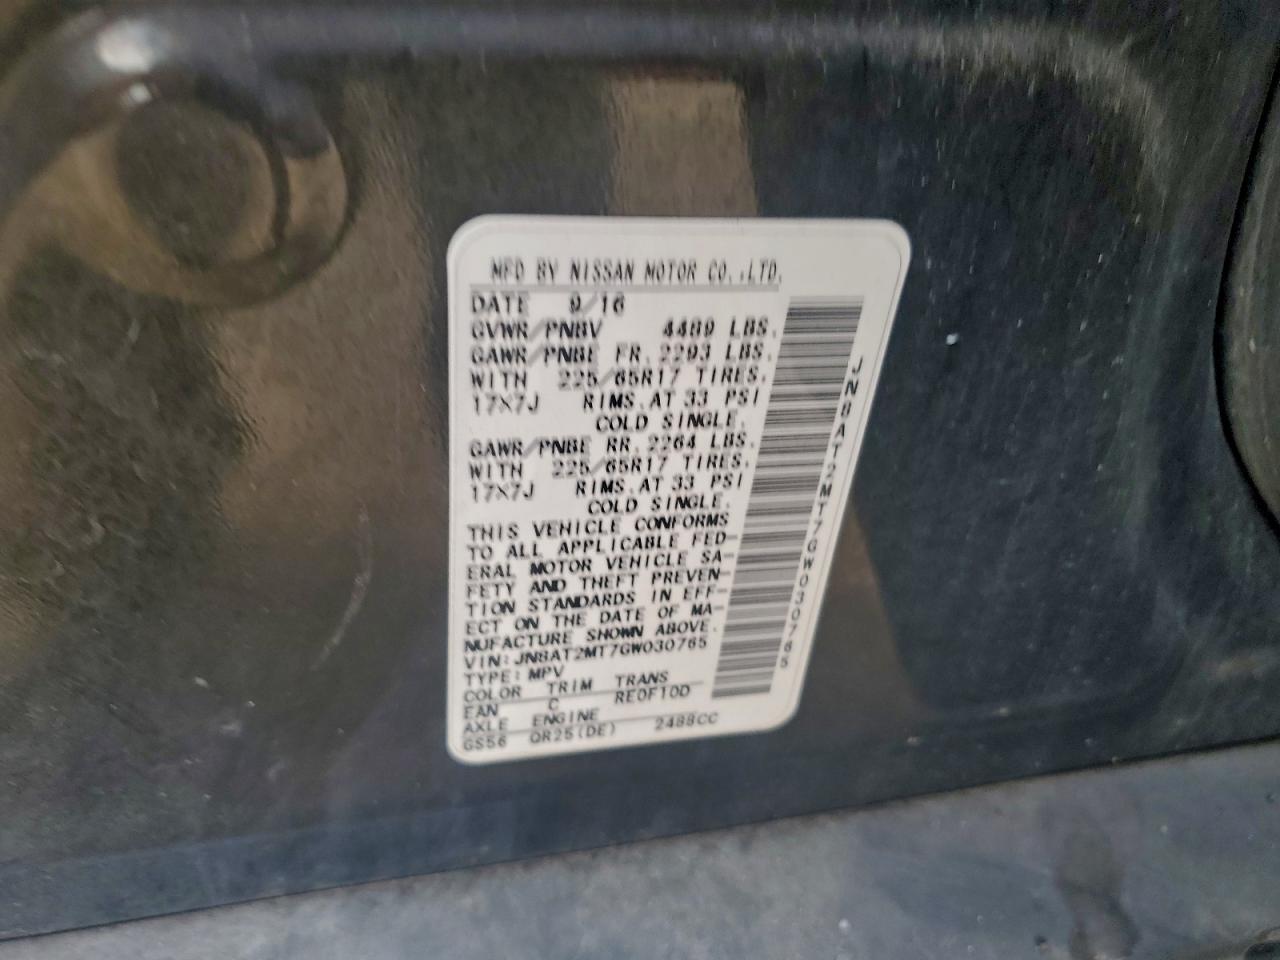 MFD BY NISSAN MOTOR CO.,LTD.
DATE 9/16
GVWR/PNBV 4489 LBS.
GAWR/PNBE FR. 2293 LBS.
WITH 225/65R17 TIRES.
17×7J RIMS. AT 33 PSI
COLD SINGLE.
GAWR/PNBE RR. 2264 LBS.
WITH 225/65R17 TIRES.
17×7J RIMS. AT 33 PSI
COLD SINGLE.
THIS VEHICLE CONFORMS
TO ALL APPLICABLE FED-
ERAL MOTOR VEHICLE SA-
FETY AND THEFT PREVEN-
TION STANDARDS IN EFF-
ECT ON THE DATE OF MA-
NUFACTURE SHOWN ABOVE.
VIN: JN8AT2MT7GW030765
TYPE: MPV
COLOR TRIM TRANS
EAN C RE0F10D
AXLE ENGINE
GS56 QR25(DE) 2488CC
JN8AT2MT7GW030765